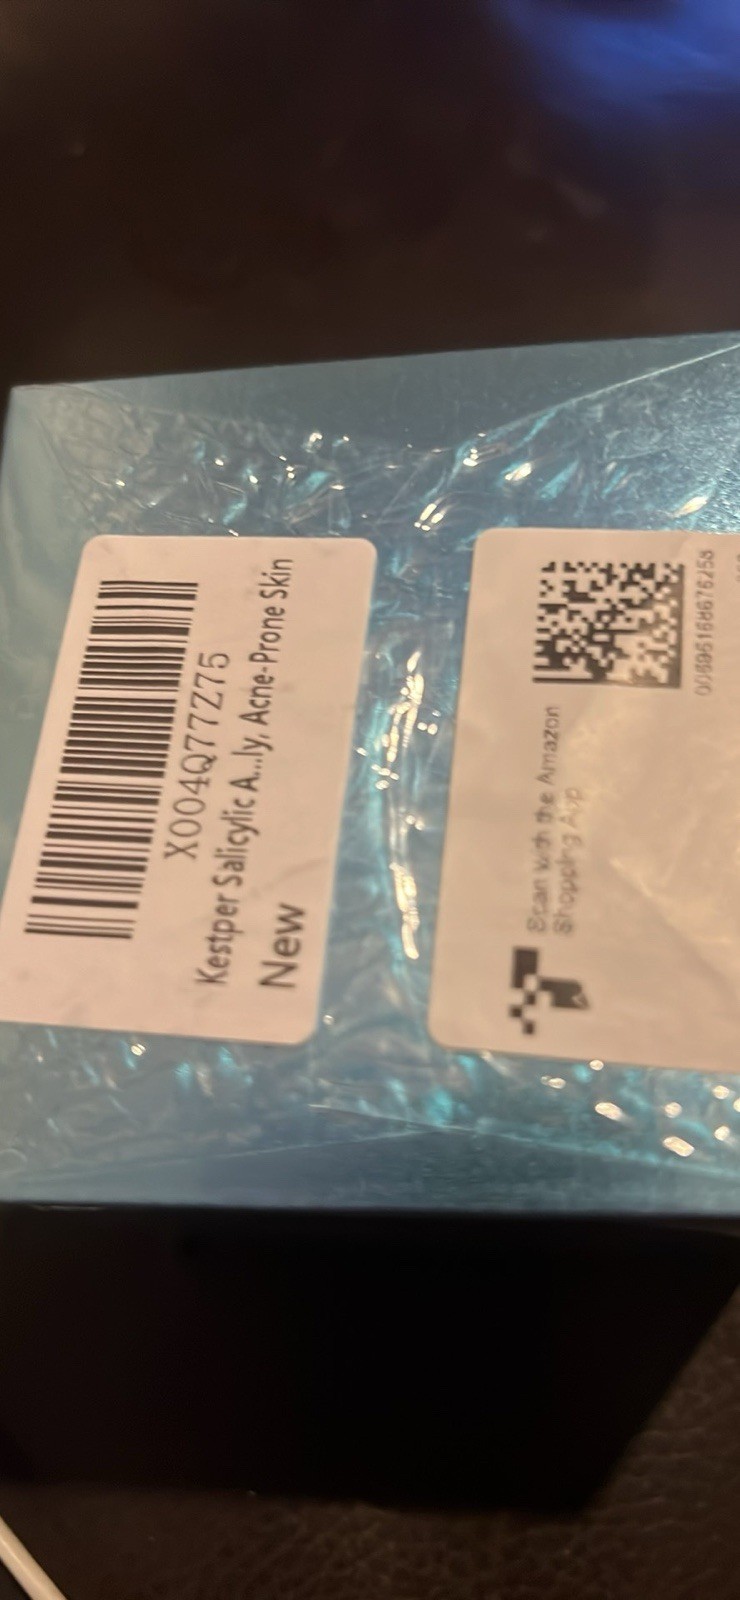 X004Q77Z75
Kestper Salicylic A...ly, Acne-Prone Skin
New
Scan with the Amazon
Shopping App